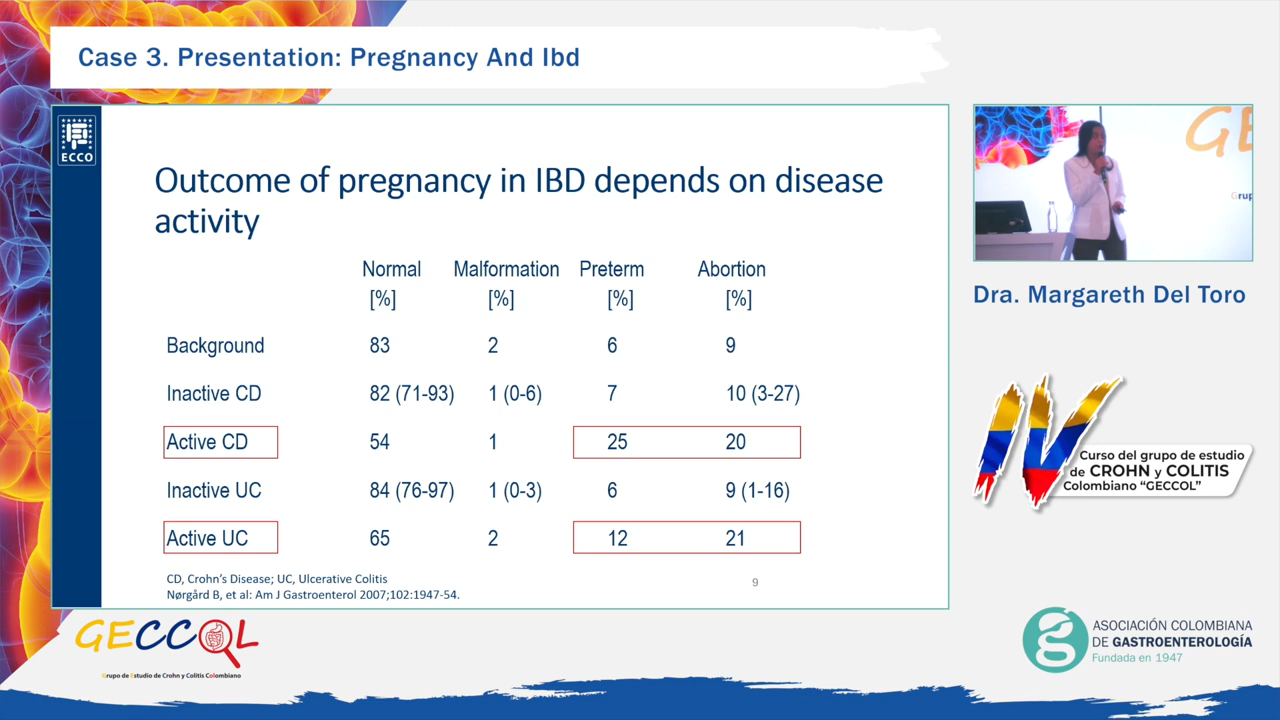 Case 3. Presentation: Pregnancy And Ibd
ECCO
Outcome of pregnancy in IBD depends on disease
activity
Normal Malformation Preterm Abortion
[%] [%] [%] [%]
Background 83 2 6 9
Inactive CD 82 (71-93) 1 (0-6) 7 10 (3-27)
Active CD 54 1 25 20
Inactive UC 84 (76-97) 1 (0-3) 6 9 (1-16)
Active UC 65 2 12 21
CD, Crohn's Disease; UC, Ulcerative Colitis
Nørgård B, et al: Am J Gastroenterol 2007;102:1947-54.
9
GE
Grup
Dra. Margareth Del Toro
IV
Curso del grupo de estudio
de CROHN y COLITIS
Colombiano "GECCOL"
GECCOL
Grupo de Estudio de Crohn y Colitis Colombiano
ASOCIACIÓN COLOMBIANA
DE GASTROENTEROLOGÍA
Fundada en 1947